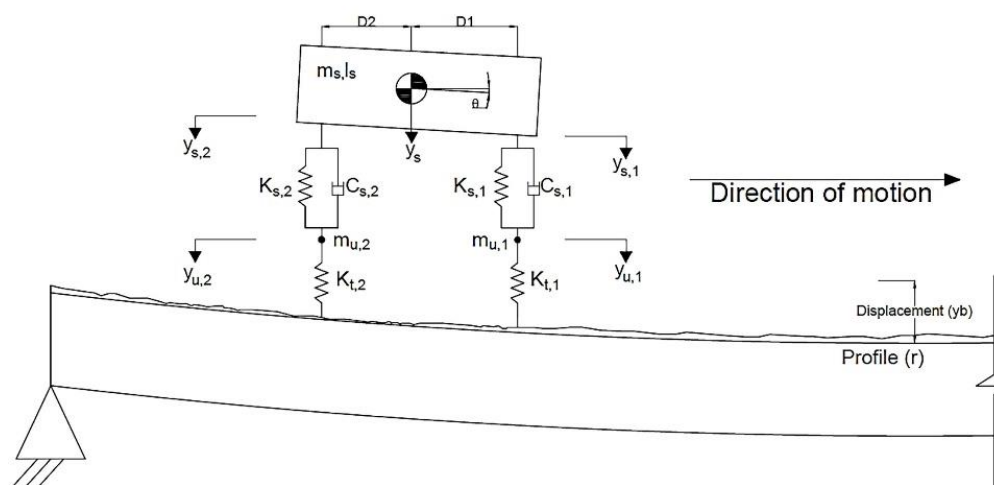 D2 D1
mₛ,Iₛ
θ
yₛ
yₛ,₂
yₛ,₁
Kₛ,₂ Cₛ,₂ Kₛ,₁ Cₛ,₁
Direction of motion
mᵤ,₂ mᵤ,₁
yᵤ,₂ yᵤ,₁
Kₜ,₂ Kₜ,₁
Displacement (yb)
Profile (r)